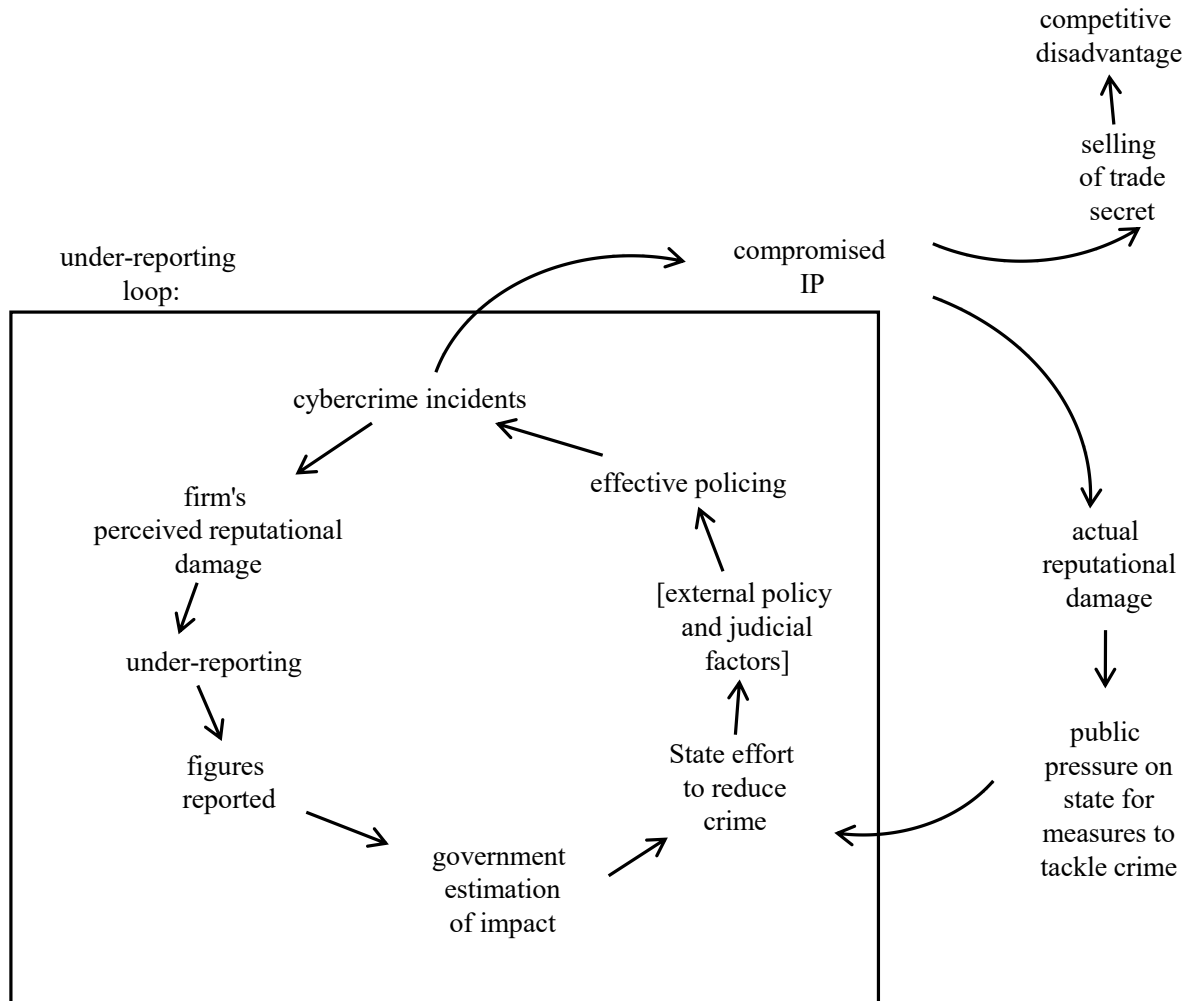 competitive
disadvantage
selling
of trade
secret
under-reporting
loop:
compromised
IP
cybercrime incidents
effective policing
firm's
perceived reputational
damage
actual
reputational
damage
[external policy
and judicial
factors]
under-reporting
figures
reported
State effort
to reduce
crime
public
pressure on
state for
measures to
tackle crime
government
estimation
of impact